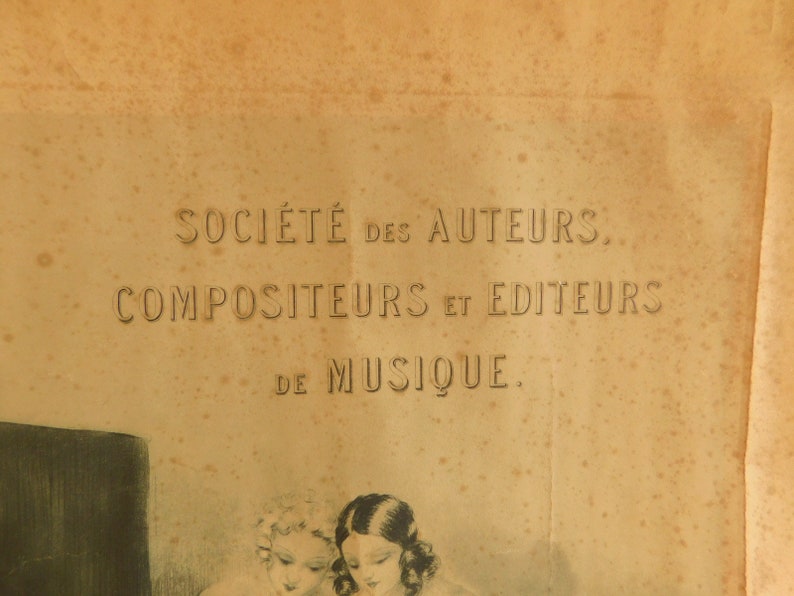 SOCIÉTÉ DES AUTEURS,
COMPOSITEURS ET EDITEURS
DE MUSIQUE.